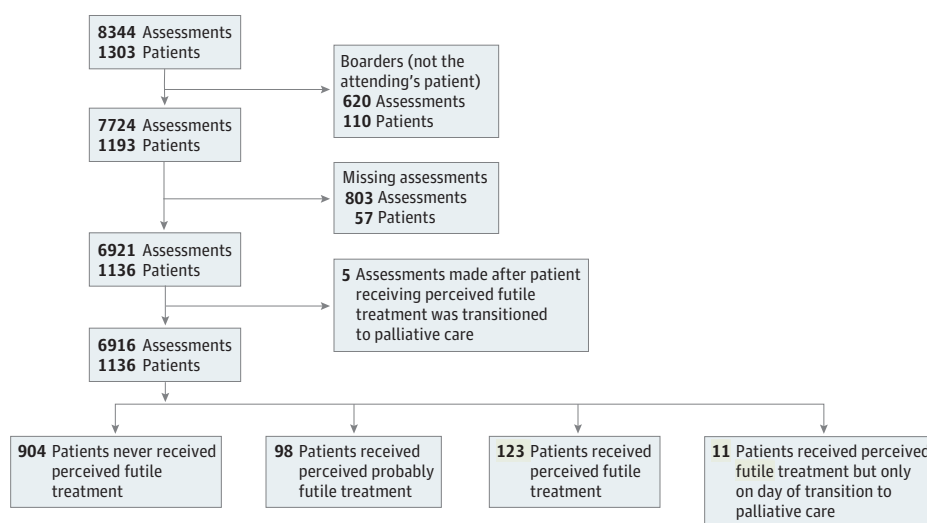 8344 Assessments
1303 Patients
Boarders (not the
attending's patient)
620 Assessments
110 Patients
7724 Assessments
1193 Patients
Missing assessments
803 Assessments
57 Patients
6921 Assessments
1136 Patients
5 Assessments made after patient
receiving perceived futile
treatment was transitioned
to palliative care
6916 Assessments
1136 Patients
904 Patients never received
perceived futile
treatment
98 Patients received
perceived probably
futile treatment
123 Patients received
perceived futile
treatment
11 Patients received perceived
futile treatment but only
on day of transition to
palliative care